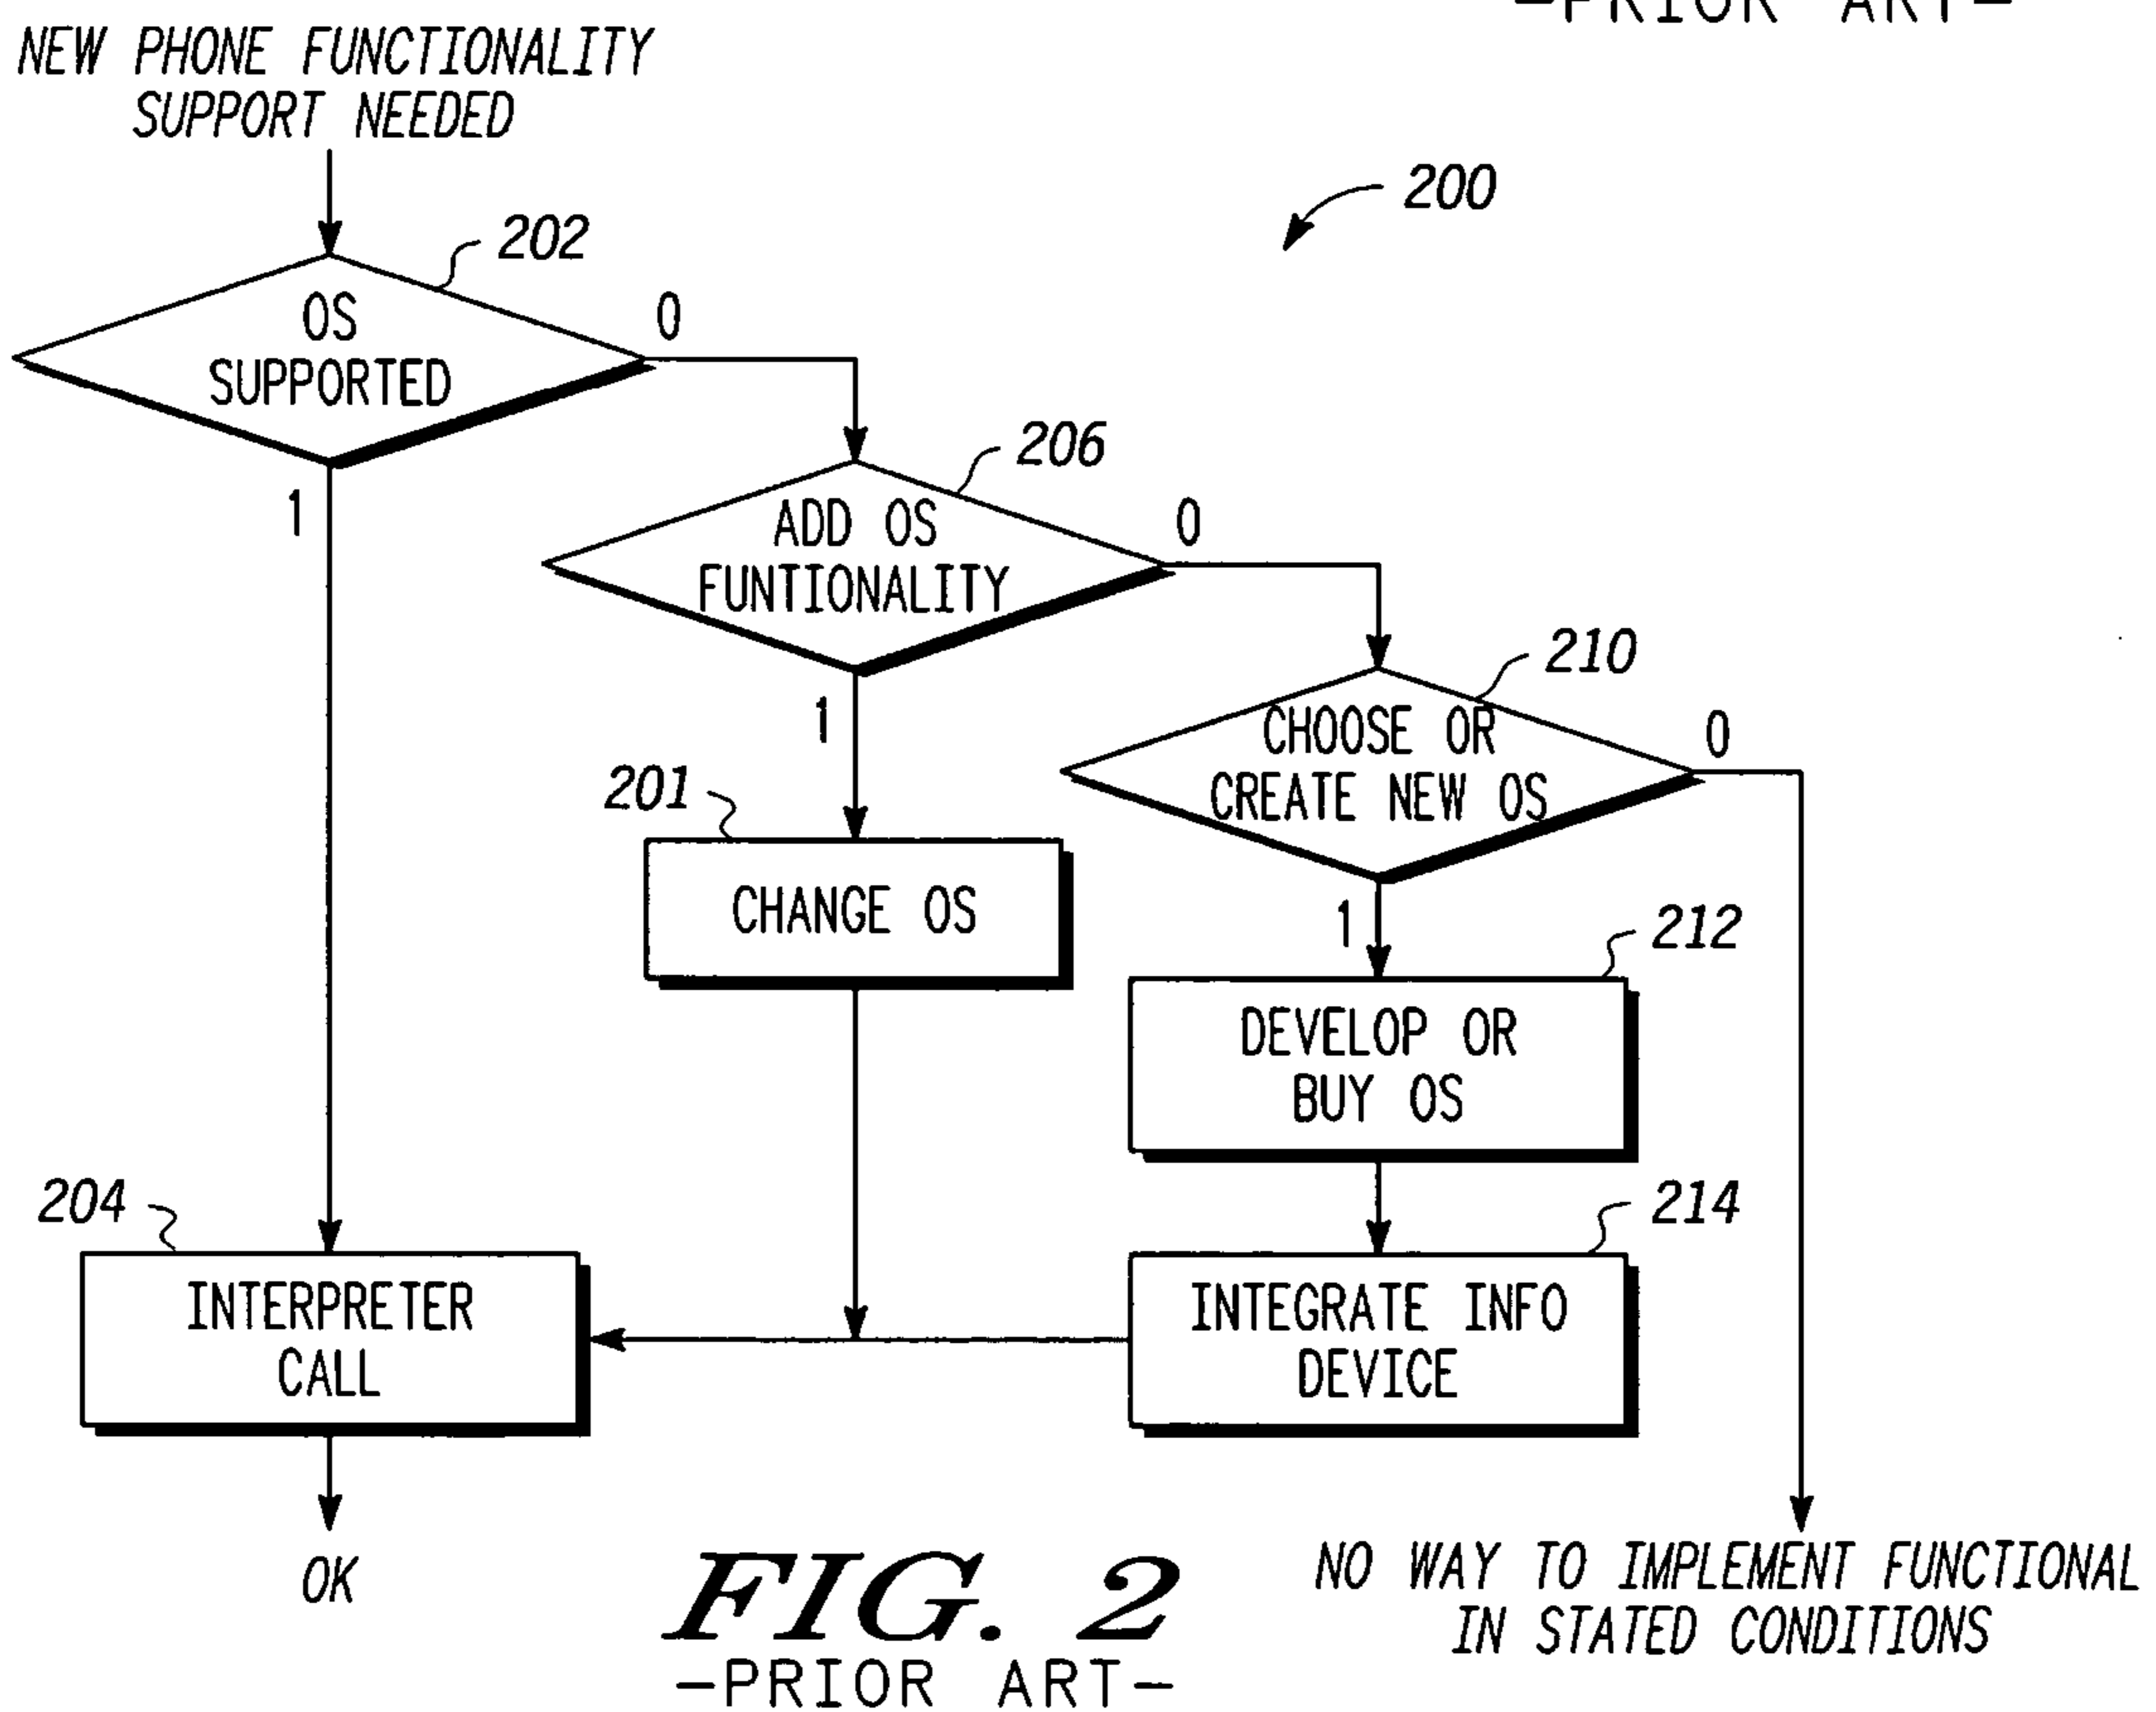 -PRIOR ART-
NEW PHONE FUNCTIONALITY
SUPPORT NEEDED
200
202
OS
SUPPORTED
0
1
206
ADD OS
FUNTIONALITY
0
1
210
CHOOSE OR
CREATE NEW OS
0
1
201
CHANGE OS
212
DEVELOP OR
BUY OS
204
INTERPRETER
CALL
214
INTEGRATE INFO
DEVICE
OK
NO WAY TO IMPLEMENT FUNCTIONAL
IN STATED CONDITIONS
FIG. 2
-PRIOR ART-